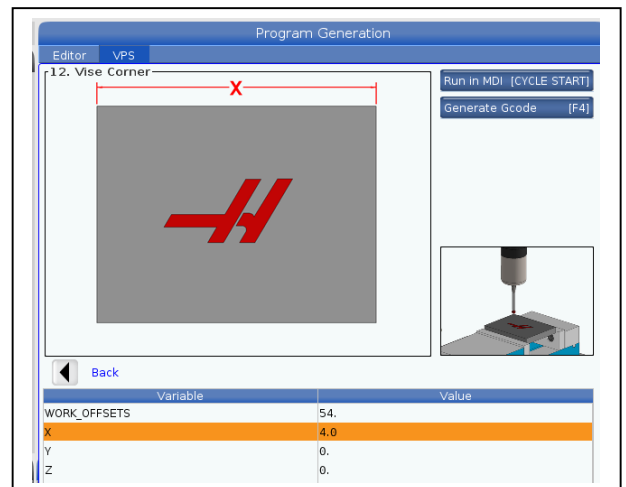 Program Generation
Editor VPS
12. Vise Corner
X
Run in MDI [CYCLE START]
Generate Gcode [F4]
Back
Variable Value
WORK_OFFSETS 54.
X 4.0
Y 0.
Z 0.